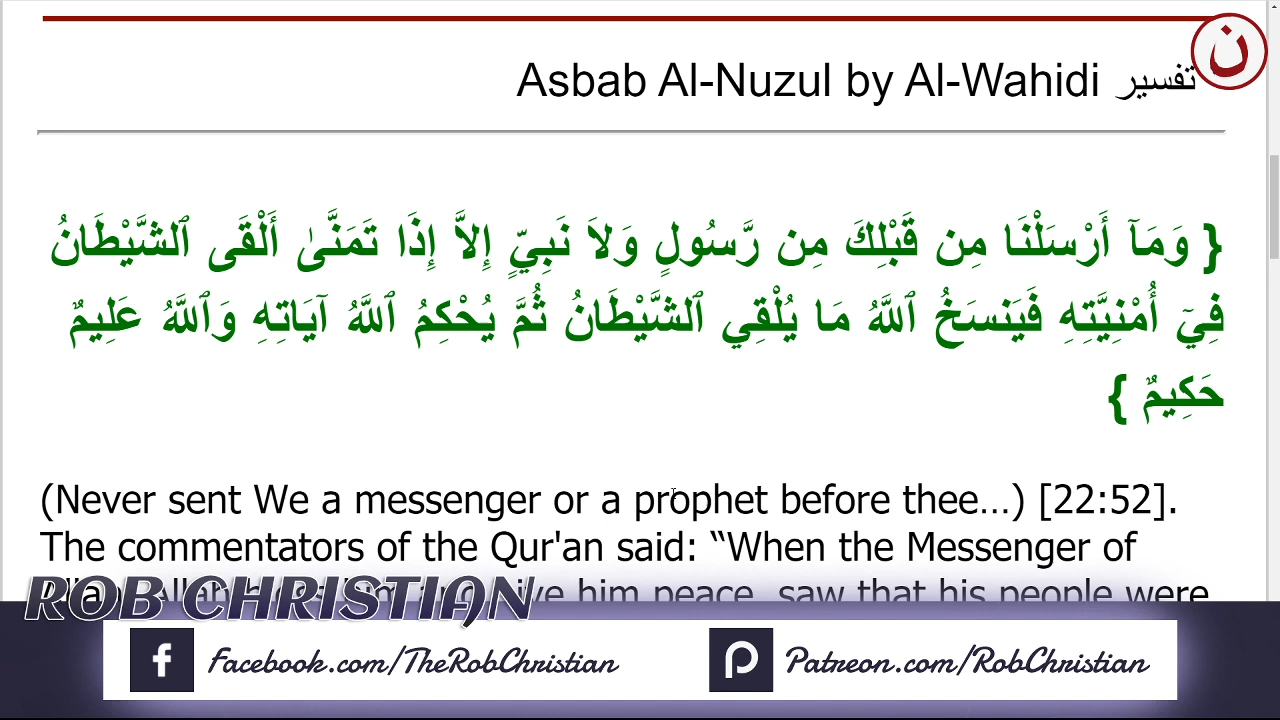 Asbab Al-Nuzul by Al-Wahidi تفسير
ن
{ وَمَآ أَرْسَلْنَا مِن قَبْلِكَ مِن رَّسُولٍ وَلاَ نَبِيٍّ إِلاَّ إِذَا تَمَنَّىٰ أَلْقَى ٱلشَّيْطَانُ
فِيۤ أُمْنِيَّتِهِ فَيَنسَخُ ٱللَّهُ مَا يُلْقِي ٱلشَّيْطَانُ ثُمَّ يُحْكِمُ ٱللَّهُ آيَاتِهِ وَٱللَّهُ عَلِيمٌ
حَكِيمٌ }
(Never sent We a messenger or a prophet before thee…) [22:52].
The commentators of the Qur'an said: “When the Messenger of
him peace, saw that his people were
ROB CHRISTIAN
f Facebook.com/TheRobChristian
Patreon.com/RobChristian